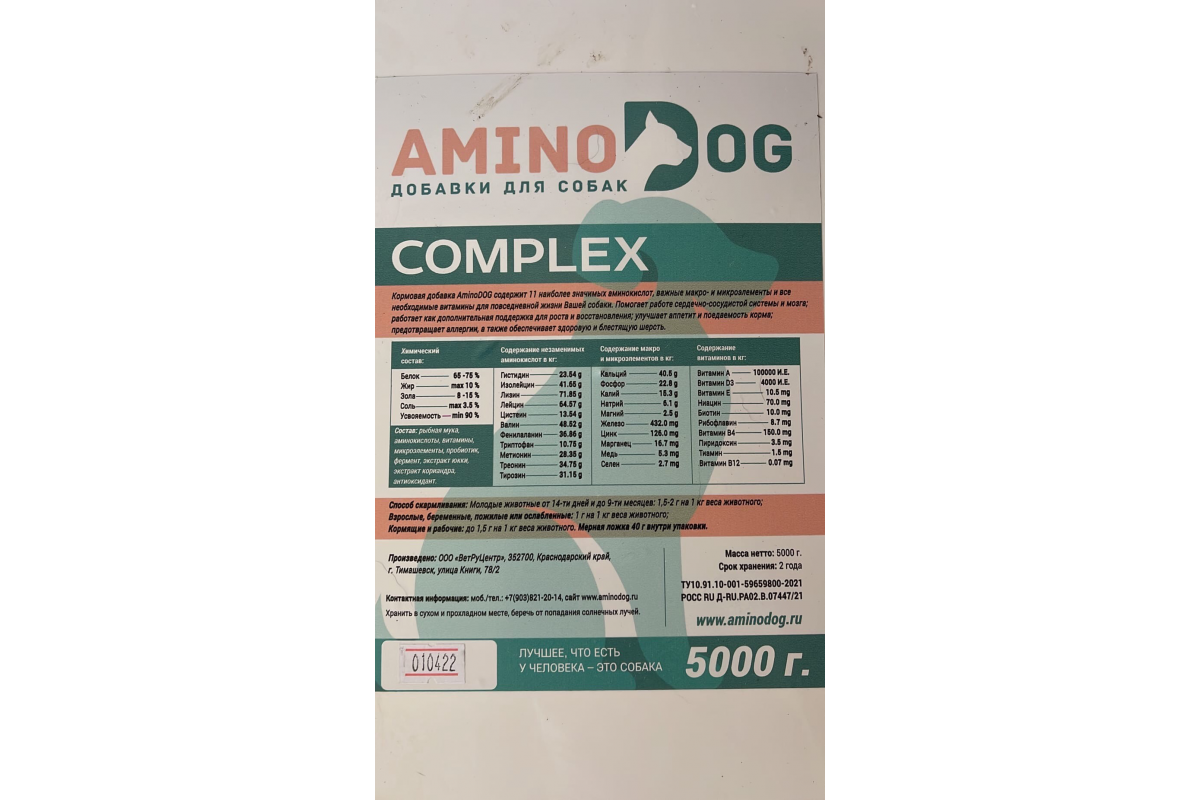 AMINO DOG
ДОБАВКИ ДЛЯ СОБАК
COMPLEX
Кормовая добавка AminoDOG содержит 11 наиболее значимых аминокислот, важные макро- и микроэлементы и все
необходимые витамины для повседневной жизни Вашей собаки. Помогает работе сердечно-сосудистой системы и мозга;
работает как дополнительная поддержка для роста и восстановления; улучшает аппетит и поедаемость корма;
предотвращает аллергии, а также обеспечивает здоровую и блестящую шерсть.
Химический
состав:
Белок 65 -75 %
Жир max 10 %
Зола 8 -15 %
Соль max 3.5 %
Усвояемость min 90 %
Состав: рыбная мука,
аминокислоты, витамины,
микроэлементы, пробиотик,
фермент, экстракт юкки,
экстракт кориандра,
антиоксидант.
Содержание незаменимых
аминокислот в кг:
Гистидин 23.54 g
Изолейцин 41.65 g
Лизин 71.85 g
Лейцин 64.57 g
Цистеин 13.54 g
Валин 48.52 g
Фенилаланин 36.86 g
Триптофан 10.75 g
Метионин 28.35 g
Треонин 34.75 g
Тирозин 31.15 g
Содержание макро
и микроэлементов в кг:
Кальций 40.5 g
Фосфор 22.8 g
Калий 15.3 g
Натрий 6.1 g
Магний 2.5 g
Железо 432.0 mg
Цинк 126.0 mg
Марганец 16.7 mg
Медь 5.3 mg
Селен 2.7 mg
Содержание
витаминов в кг:
Витамин А 100000 И.Е.
Витамин D3 4000 И.Е.
Витамин Е 10.5 mg
Ниацин 70.0 mg
Биотин 10.0 mg
Рибофлавин 8.7 mg
Витамин В4 150.0 mg
Пиридоксин 3.5 mg
Тиамин 1.5 mg
Витамин В12 0.07 mg
Способ скармливания: Молодые животные от 14-ти дней и до 9-ти месяцев: 1,5-2 г на 1 кг веса животного;
Взрослые, беременные, пожилые или ослабленные: 1 г на 1 кг веса животного;
Кормящие и рабочие: до 1,5 г на 1 кг веса животного. Мерная ложка 40 г внутри упаковки.
Произведено: ООО «ВетРуЦентр», 352700, Краснодарский край,
г. Тимашевск, улица Книги, 78/2
Контактная информация: моб./тел.: +7(903)821-20-14, сайт www.aminodog.ru
Хранить в сухом и прохладном месте, беречь от попадания солнечных лучей.
Масса нетто: 5000 г.
Срок хранения: 2 года
ТУ10.91.10-001-59659800-2021
РОСС RU Д-RU.РА02.В.07447/21
www.aminodog.ru
010422
ЛУЧШЕЕ, ЧТО ЕСТЬ
У ЧЕЛОВЕКА – ЭТО СОБАКА
5000 г.